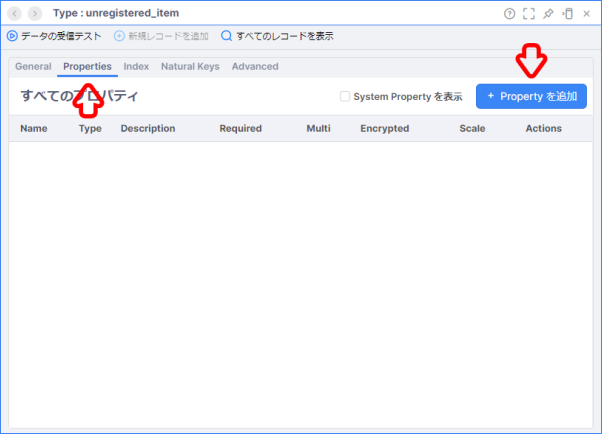 Type : unregistered_item
データの受信テスト 新規レコードを追加 すべてのレコードを表示
General Properties Index Natural Keys Advanced
すべてのプロパティ System Property を表示 + Property を追加
Name Type Description Required Multi Encrypted Scale Actions